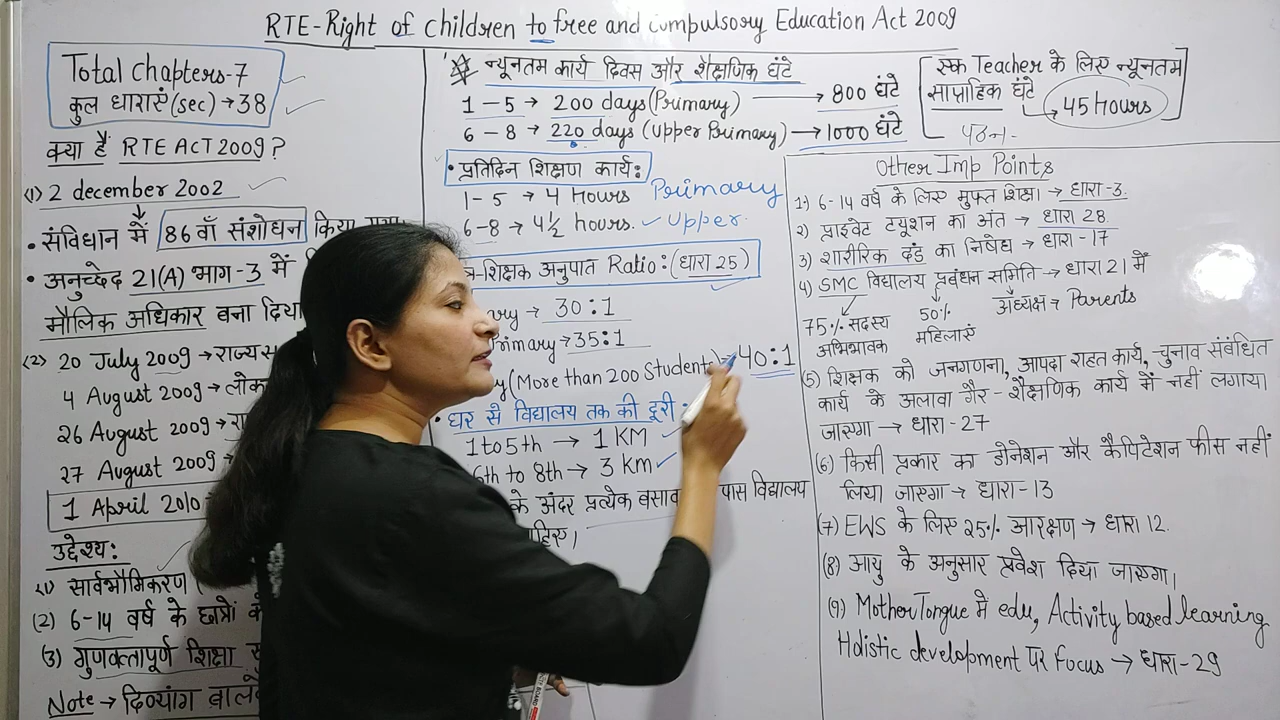 RTE-Right of children to free and compulsory Education Act 2009
Total Chapters-7
कुल धाराएं (sec) → 38
क्या है RTE ACT 2009?
(1) 2 december 2002
• संविधान में 86 वाँ संशोधन किया गया
• अनुच्छेद 21(A) भाग-3 में
मौलिक अधिकार बना दिया
(2) 20 July 2009 → राज्य
4 August 2009 → लोक
26 August 2009 →
27 August 2009 →
1 April 2010
उद्देश्य:
(1) सार्वभौमिकरण
(2) 6-14 वर्ष के छात्रों
(3) गुणवत्तापूर्ण शिक्षा
Note → दिव्यांग
न्यूनतम कार्य दिवस और शैक्षणिक घंटे
1 - 5 → 200 days (Primary) → 800 घंटे
6 - 8 → 220 days (Upper Primary) → 1000 घंटे
• प्रतिदिन शिक्षण कार्य:
1 - 5 → 4 Hours Primary
6-8 → 4½ hours. Upper
-शिक्षक अनुपात Ratio: (धारा 25)
→ 30:1
→ 35:1
(More than 200 Students) → 40:1
• घर से विद्यालय तक की दूरी:
1 to 5th → 1 KM
6th to 8th → 3 KM
के अंदर प्रत्येक पास विद्यालय
एक Teacher के लिए न्यूनतम
साप्ताहिक घंटे
→ 45 Hours
Other Imp Points
1) 6-14 वर्ष के लिए मुफ्त शिक्षा → धारा-3.
2) प्राइवेट ट्यूशन का अंत → धारा 28.
3) शारीरिक दंड का निषेध → धारा-17
4) SMC विद्यालय प्रबंधन समिति → धारा 21 में
75% सदस्य अभिभावक
50% महिलाएं
अध्यक्ष → Parents
(5) शिक्षक को जनगणना, आपदा राहत कार्य, चुनाव संबंधित
कार्य के अलावा गैर-शैक्षणिक कार्य में नहीं लगाया
जाएगा → धारा-27
(6) किसी प्रकार का डोनेशन और कैपिटेशन फीस नहीं
लिया जाएगा → धारा-13
(7) EWS के लिए 25% आरक्षण → धारा 12.
(8) आयु के अनुसार प्रवेश दिया जाएगा।
(9) Mother Tongue में edu, Activity based learning
Holistic development पर Focus → धारा-29